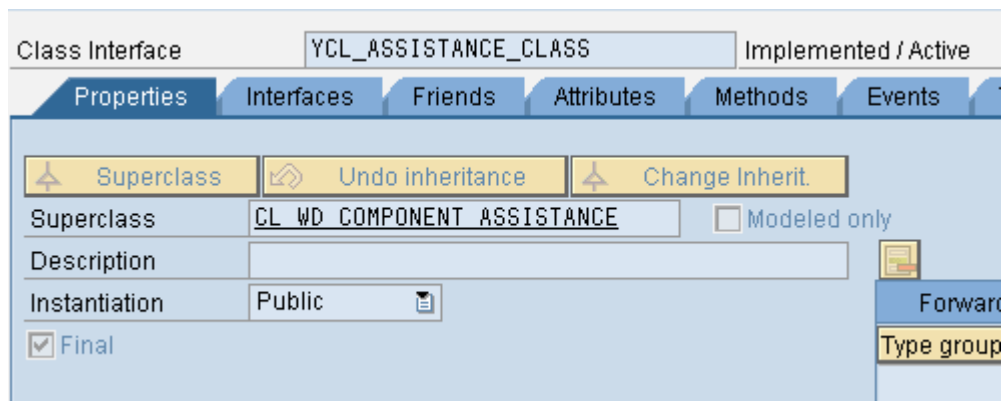 Class Interface YCL_ASSISTANCE_CLASS Implemented / Active
Properties Interfaces Friends Attributes Methods Events
Superclass Undo inheritance Change Inherit.
Superclass CL_WD_COMPONENT_ASSISTANCE Modeled only
Description
Instantiation Public Forward
Final Type group